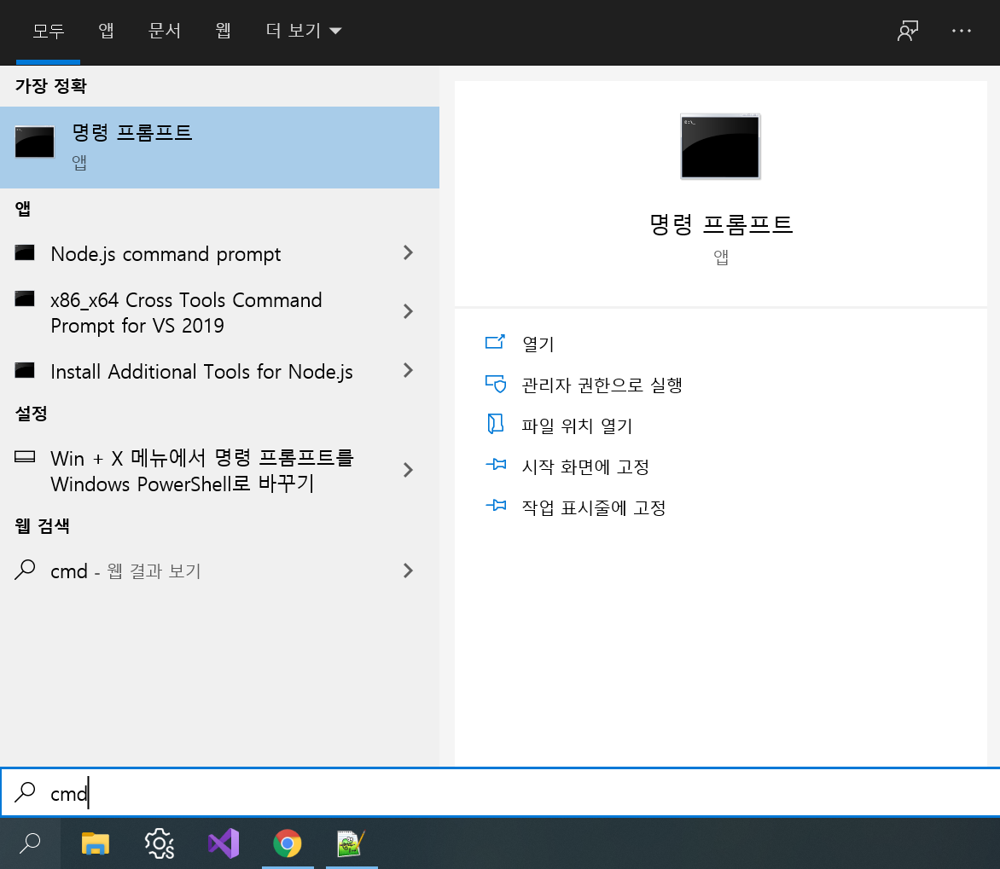 모두 앱 문서 웹 더 보기
가장 정확
명령 프롬프트
앱
앱
Node.js command prompt
x86_x64 Cross Tools Command
Prompt for VS 2019
Install Additional Tools for Node.js
설정
Win + X 메뉴에서 명령 프롬프트를
Windows PowerShell로 바꾸기
웹 검색
cmd - 웹 결과 보기
명령 프롬프트
앱
열기
관리자 권한으로 실행
파일 위치 열기
시작 화면에 고정
작업 표시줄에 고정
cmd